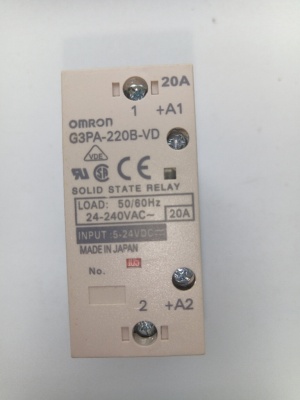 20A
1 +A1
OMRON
G3PA-220B-VD
VDE
SOLID STATE RELAY
LOAD: 50/60Hz
24-240VAC~ 20A
INPUT :5-24VDC
MADE IN JAPAN
No.
2 +A2